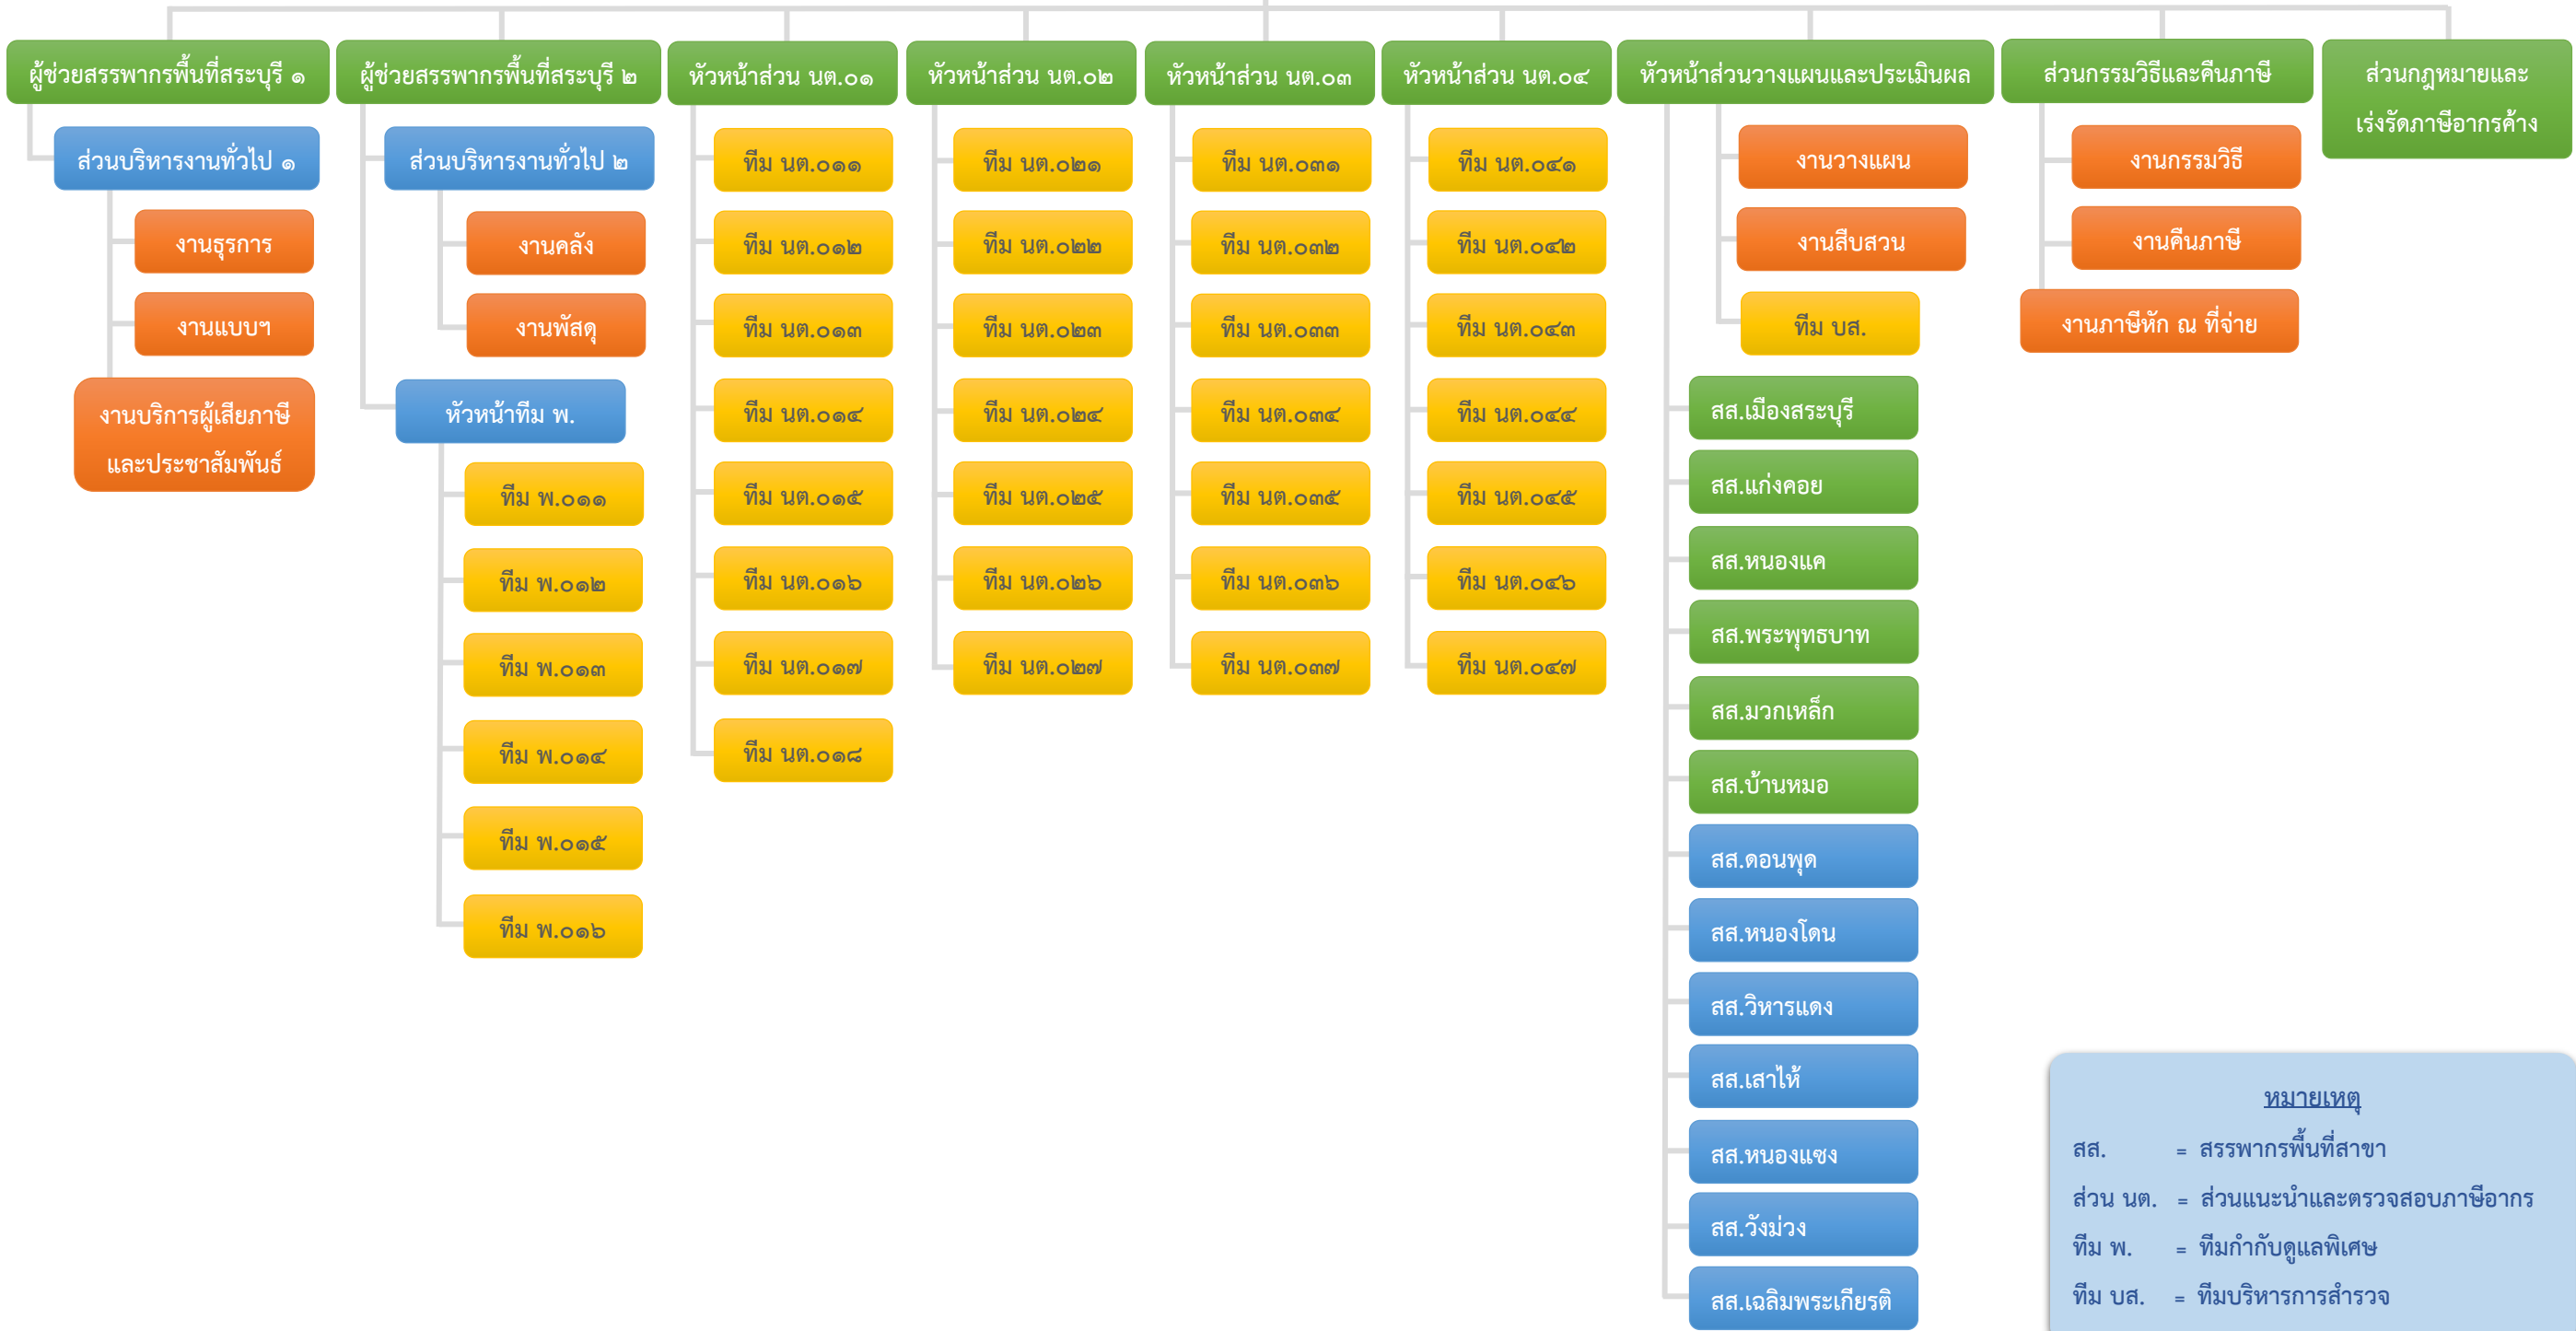 ผู้ช่วยสรรพากรพื้นที่สระบุรี ๑
ส่วนบริหารงานทั่วไป ๑
งานธุรการ
งานแบบฯ
งานบริการผู้เสียภาษี
และประชาสัมพันธ์
ผู้ช่วยสรรพากรพื้นที่สระบุรี ๒
ส่วนบริหารงานทั่วไป ๒
งานคลัง
งานพัสดุ
หัวหน้าทีม พ.
ทีม พ.๐๑๑
ทีม พ.๐๑๒
ทีม พ.๐๑๓
ทีม พ.๐๑๔
ทีม พ.๐๑๕
ทีม พ.๐๑๖
หัวหน้าส่วน นต.๐๑
ทีม นต.๐๑๑
ทีม นต.๐๑๒
ทีม นต.๐๑๓
ทีม นต.๐๑๔
ทีม นต.๐๑๕
ทีม นต.๐๑๖
ทีม นต.๐๑๗
ทีม นต.๐๑๘
หัวหน้าส่วน นต.๐๒
ทีม นต.๐๒๑
ทีม นต.๐๒๒
ทีม นต.๐๒๓
ทีม นต.๐๒๔
ทีม นต.๐๒๕
ทีม นต.๐๒๖
ทีม นต.๐๒๗
หัวหน้าส่วน นต.๐๓
ทีม นต.๐๓๑
ทีม นต.๐๓๒
ทีม นต.๐๓๓
ทีม นต.๐๓๔
ทีม นต.๐๓๕
ทีม นต.๐๓๖
ทีม นต.๐๓๗
หัวหน้าส่วน นต.๐๔
ทีม นต.๐๔๑
ทีม นต.๐๔๒
ทีม นต.๐๔๓
ทีม นต.๐๔๔
ทีม นต.๐๔๕
ทีม นต.๐๔๖
ทีม นต.๐๔๗
หัวหน้าส่วนวางแผนและประเมินผล
งานวางแผน
งานสืบสวน
ทีม บส.
สส.เมืองสระบุรี
สส.แก่งคอย
สส.หนองแค
สส.พระพุทธบาท
สส.มวกเหล็ก
สส.บ้านหมอ
สส.ดอนพุด
สส.หนองโดน
สส.วิหารแดง
สส.เสาไห้
สส.หนองแซง
สส.วังม่วง
สส.เฉลิมพระเกียรติ
ส่วนกรรมวิธีและคืนภาษี
งานกรรมวิธี
งานคืนภาษี
งานภาษีหัก ณ ที่จ่าย
ส่วนกฎหมายและ
เร่งรัดภาษีอากรค้าง
หมายเหตุ
สส. = สรรพากรพื้นที่สาขา
ส่วน นต. = ส่วนแนะนำและตรวจสอบภาษีอากร
ทีม พ. = ทีมกำกับดูแลพิเศษ
ทีม บส. = ทีมบริหารการสำรวจ